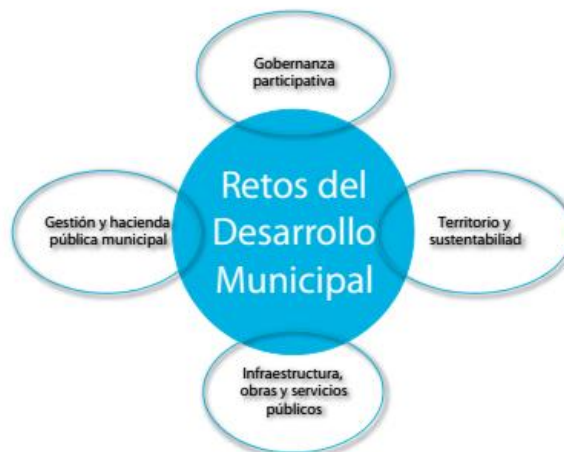 Gobernanza
participativa
Retos del
Desarrollo
Municipal
Gestión y hacienda
pública municipal
Territorio y
sustentabiliad
Infraestructura,
obras y servicios
públicos